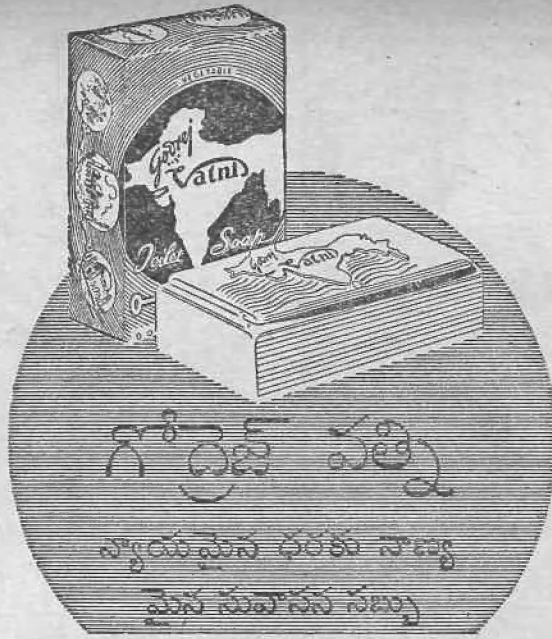 VEGETABLE
Godrej
Vatni
Toilet Soap
Godrej
Vatni
గోద్రెజ్ వత్ని
న్యాయమైన ధరకు నాణ్య
మైన సువాసన సబ్బు